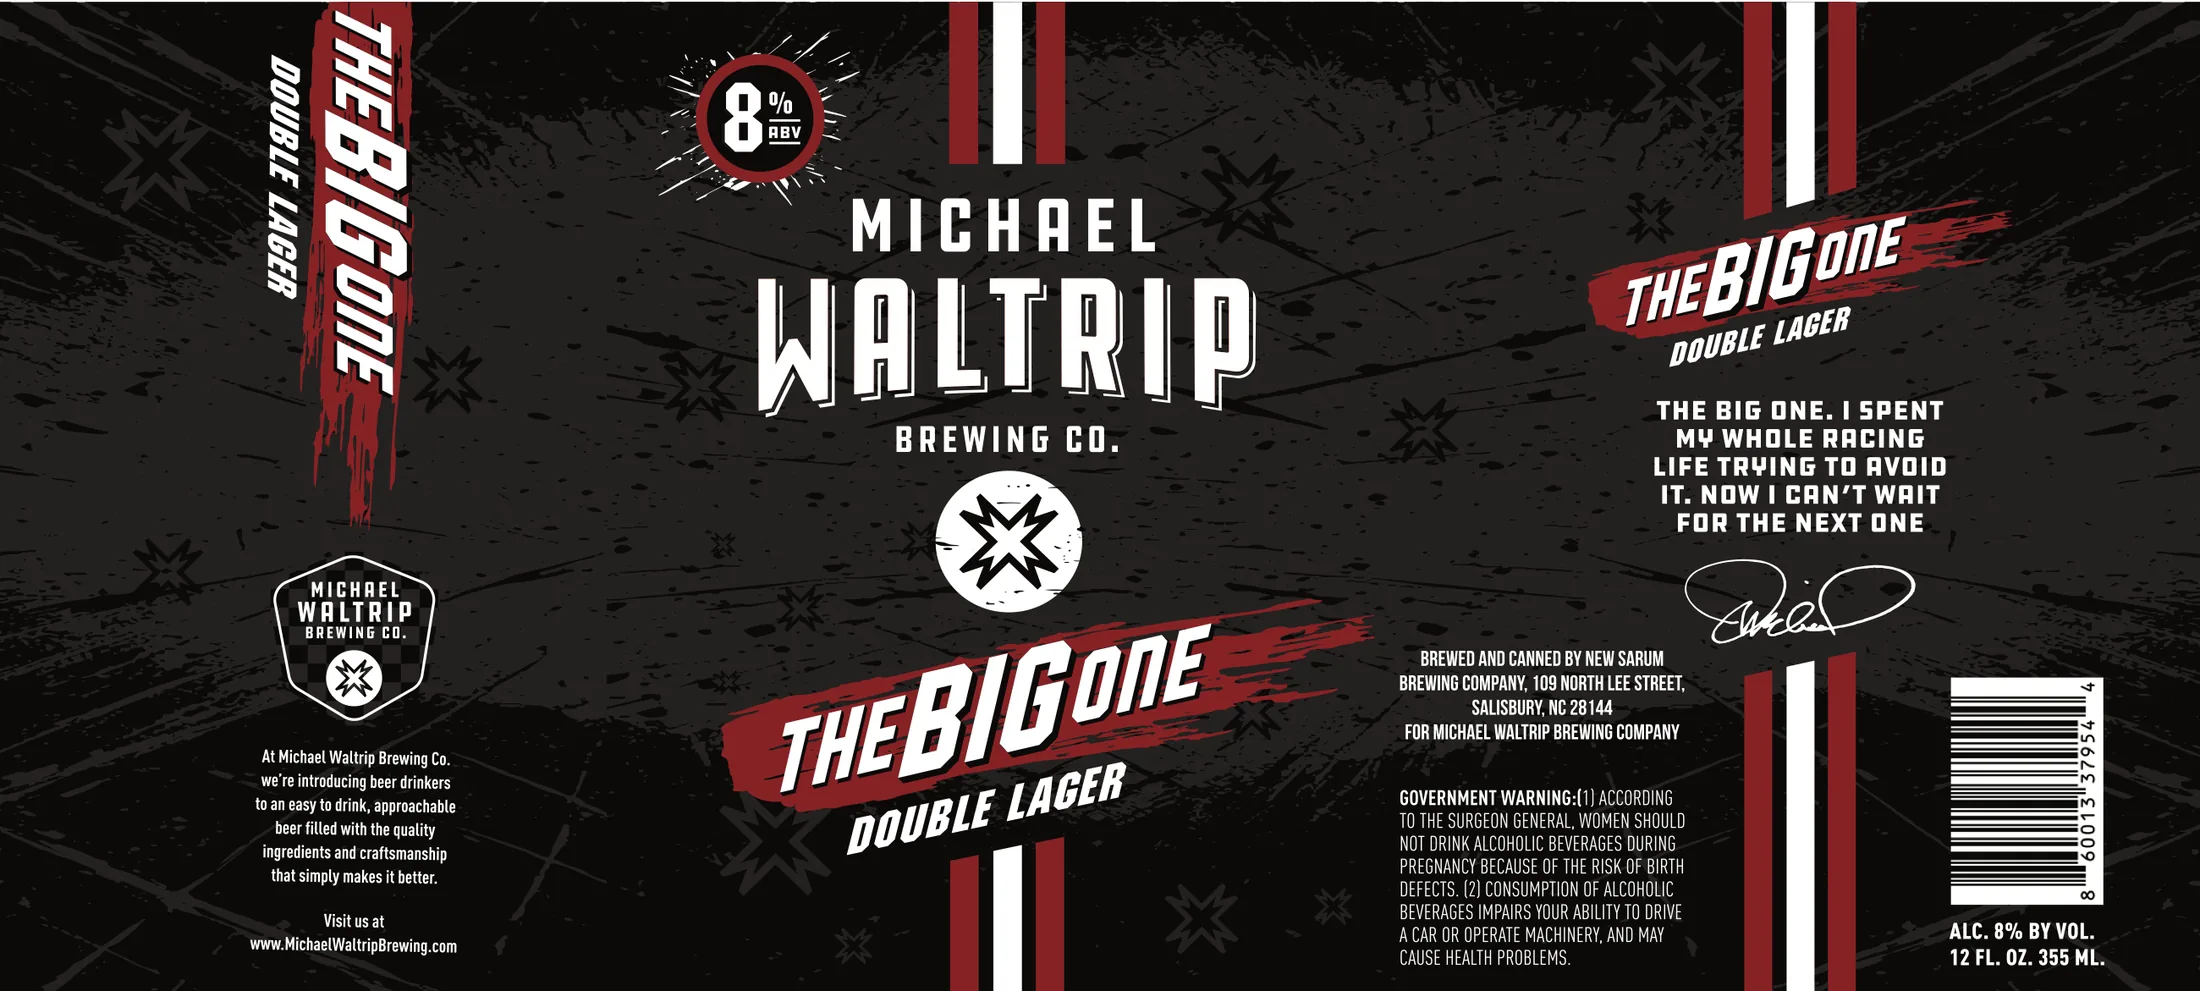 THE BIG ONE
DOUBLE LAGER
MICHAEL
WALTRIP
BREWING CO.
At Michael Waltrip Brewing Co.
we're introducing beer drinkers
to an easy to drink, approachable
beer filled with the quality
ingredients and craftsmanship
that simply makes it better.
Visit us at
www.MichaelWaltripBrewing.com
8%
ABV
MICHAEL
WALTRIP
BREWING CO.
THE BIG ONE
DOUBLE LAGER
BREWED AND CANNED BY NEW SARUM
BREWING COMPANY, 109 NORTH LEE STREET,
SALISBURY, NC 28144
FOR MICHAEL WALTRIP BREWING COMPANY
GOVERNMENT WARNING:(1) ACCORDING
TO THE SURGEON GENERAL, WOMEN SHOULD
NOT DRINK ALCOHOLIC BEVERAGES DURING
PREGNANCY BECAUSE OF THE RISK OF BIRTH
DEFECTS. (2) CONSUMPTION OF ALCOHOLIC
BEVERAGES IMPAIRS YOUR ABILITY TO DRIVE
A CAR OR OPERATE MACHINERY, AND MAY
CAUSE HEALTH PROBLEMS.
THE BIG ONE
DOUBLE LAGER
THE BIG ONE. I SPENT
MY WHOLE RACING
LIFE TRYING TO AVOID
IT. NOW I CAN'T WAIT
FOR THE NEXT ONE
8 60013 37954 4
ALC. 8% BY VOL.
12 FL. OZ. 355 ML.